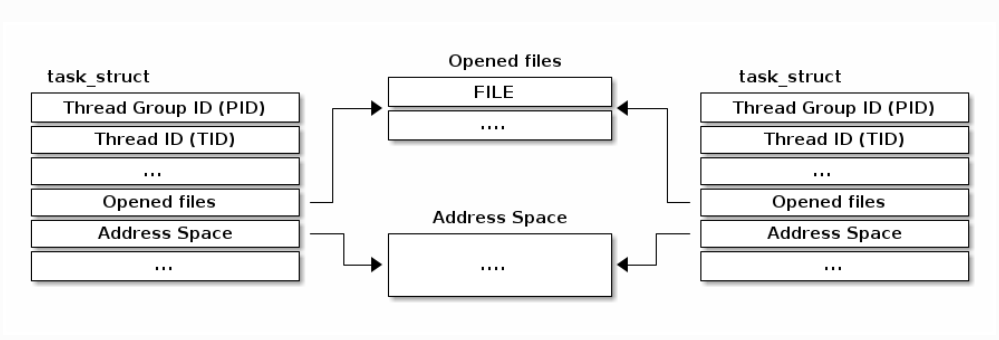 task_struct
Thread Group ID (PID)
Thread ID (TID)
...
Opened files
Address Space
...
Opened files
FILE
....
Address Space
....
task_struct
Thread Group ID (PID)
Thread ID (TID)
...
Opened files
Address Space
...